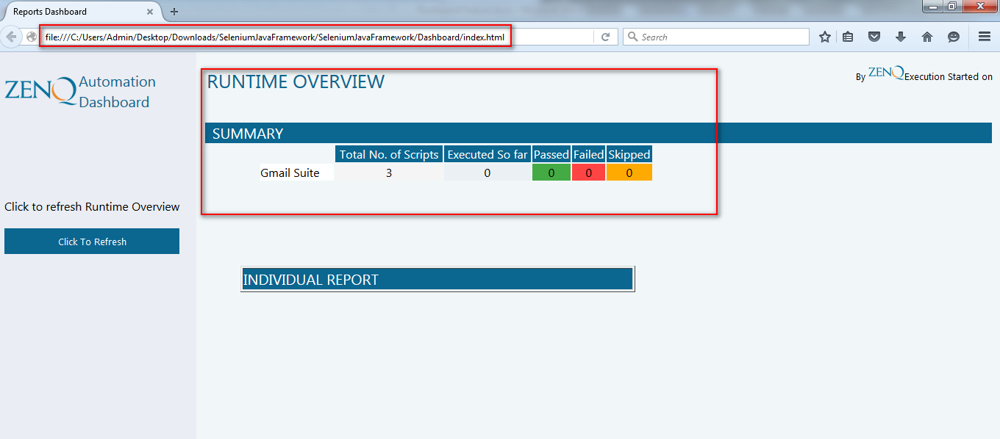 Reports Dashboard
file:///C:/Users/Admin/Desktop/Downloads/SeleniumJavaFramework/SeleniumJavaFramework/Dashboard/index.html
Search
ZENQ Automation
Dashboard
RUNTIME OVERVIEW
By ZENQ Execution Started on
SUMMARY
Total No. of Scripts Executed So far Passed Failed Skipped
Gmail Suite 3 0 0 0 0
Click to refresh Runtime Overview
Click To Refresh
INDIVIDUAL REPORT